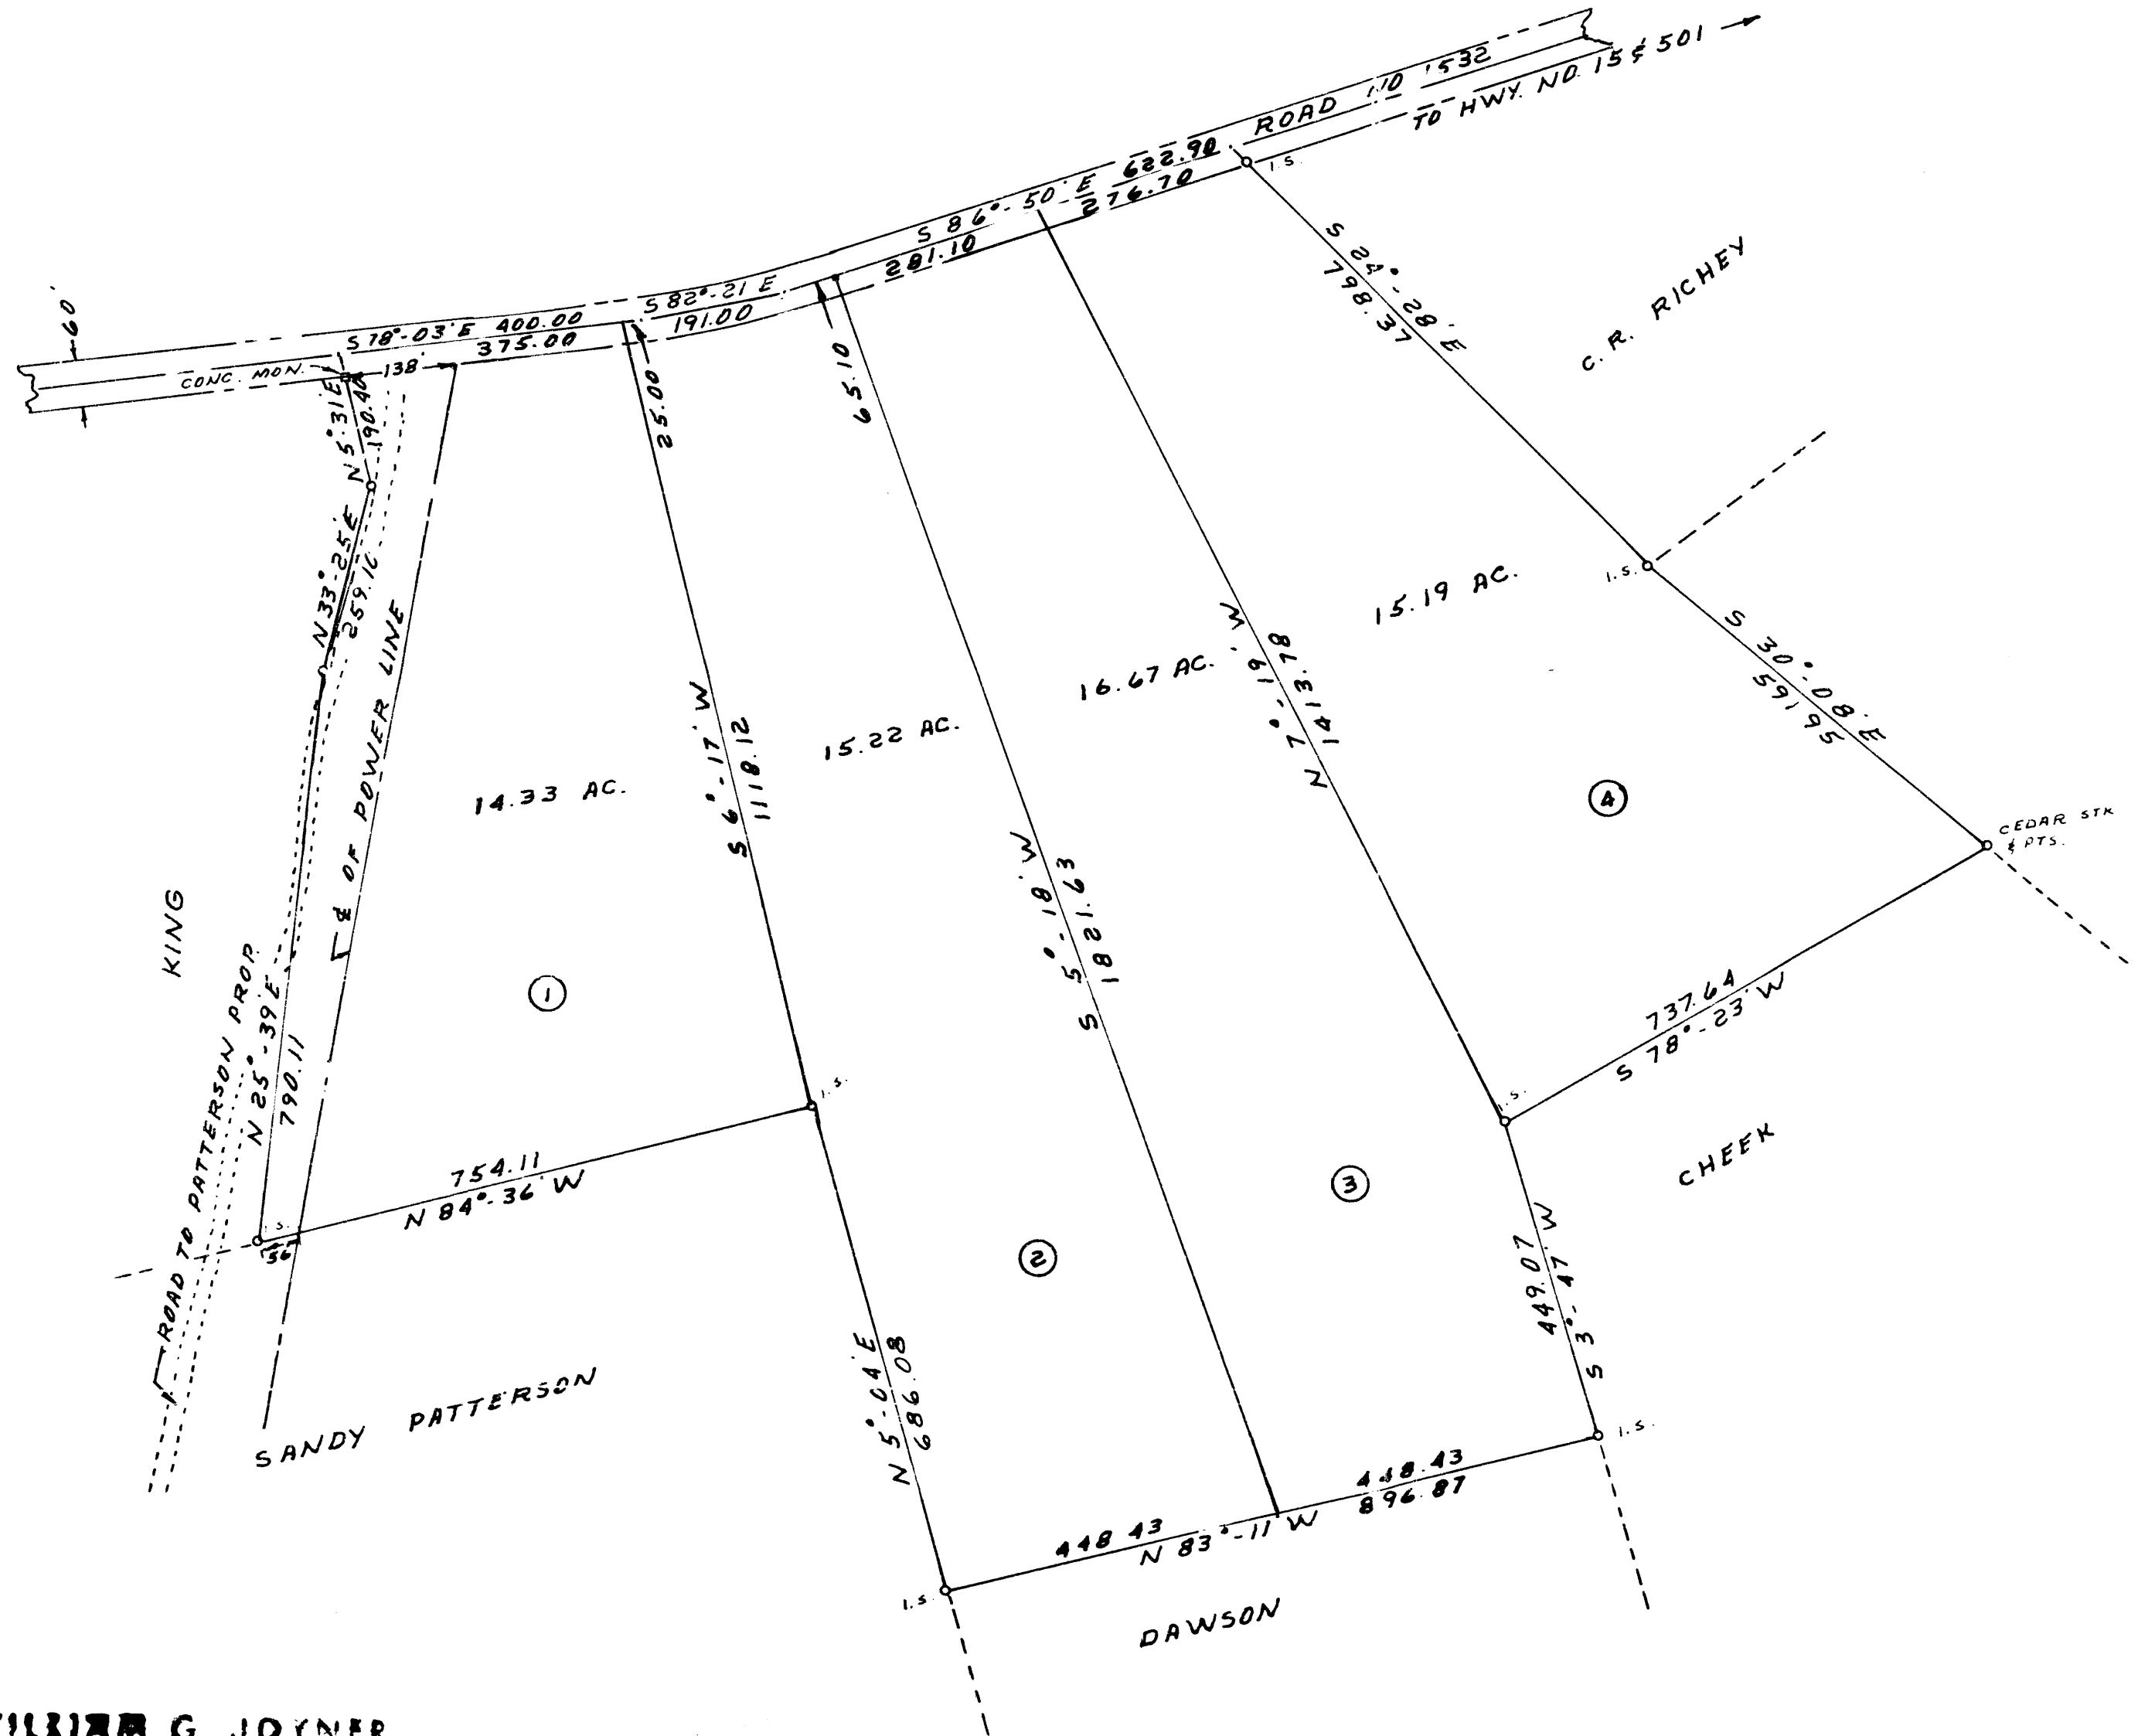 ROAD NO 1532
TO HWY. NO. 15 & 501
S 86°-50' E 622.90
276.70
281.10
I.S.
S 82°-21 E
191.00
S 78°-03' E 400.00
375.00
138'
CONC. MON.
60'
25.00
65.10
N 5°-31' E
190.40
N 33°-25' E
259.10
℄ OF POWER LINE
KING
ROAD TO PATTERSON PROP.
N 25°-39' E
790.11
14.33 AC.
1
S 6°-17' W
1118.12
15.22 AC.
2
S 5°-18' W
1821.63
16.67 AC.
3
N 7°-19' W
1413.78
15.19 AC.
4
S 24°-28' E
798.37
C. R. RICHEY
I.S.
S 30°-08' E
591.95
CEDAR STK
& PTS.
737.64
S 78°-23' W
I.S.
CHEEK
449.07
S 3°-47' W
I.S.
448.43
896.87
448 43
N 83°-11' W
I.S.
DAWSON
N 5°-04' E
686.08
I.S.
754.11
N 84°-36' W
I.S.
56'
SANDY PATTERSON
G. JOYNER